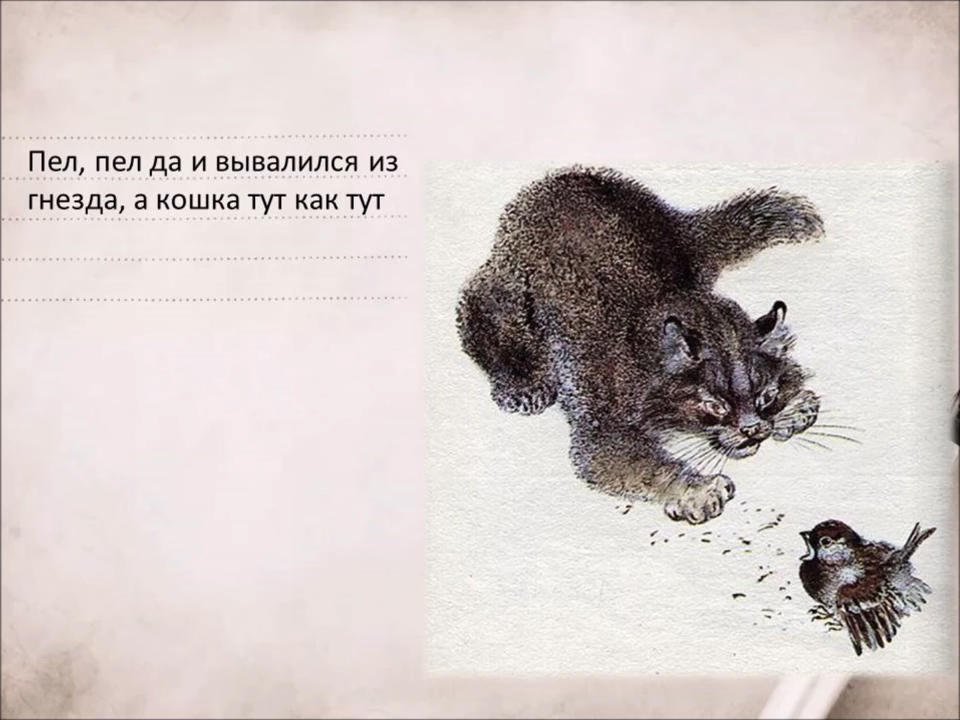 Пел, пел да и вывалился из
гнезда, а кошка тут как тут